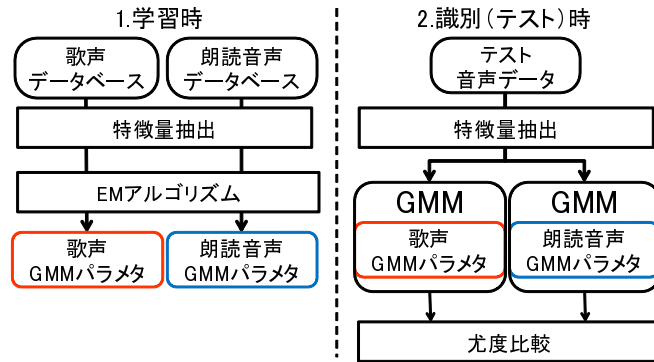 1.学習時
歌声
データベース
朗読音声
データベース
特徴量抽出
EMアルゴリズム
歌声
GMMパラメタ
朗読音声
GMMパラメタ
2.識別(テスト)時
テスト
音声データ
特徴量抽出
GMM
歌声
GMMパラメタ
GMM
朗読音声
GMMパラメタ
尤度比較